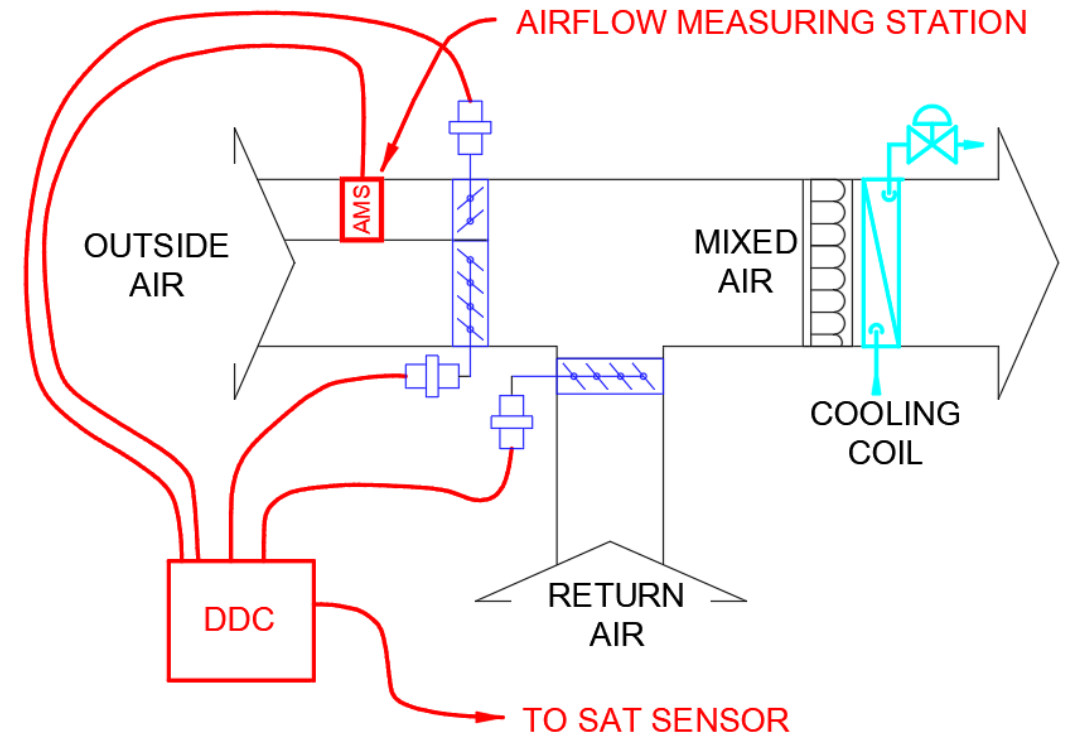 AIRFLOW MEASURING STATION
AMS
OUTSIDE
AIR
MIXED
AIR
COOLING
COIL
RETURN
AIR
DDC
TO SAT SENSOR